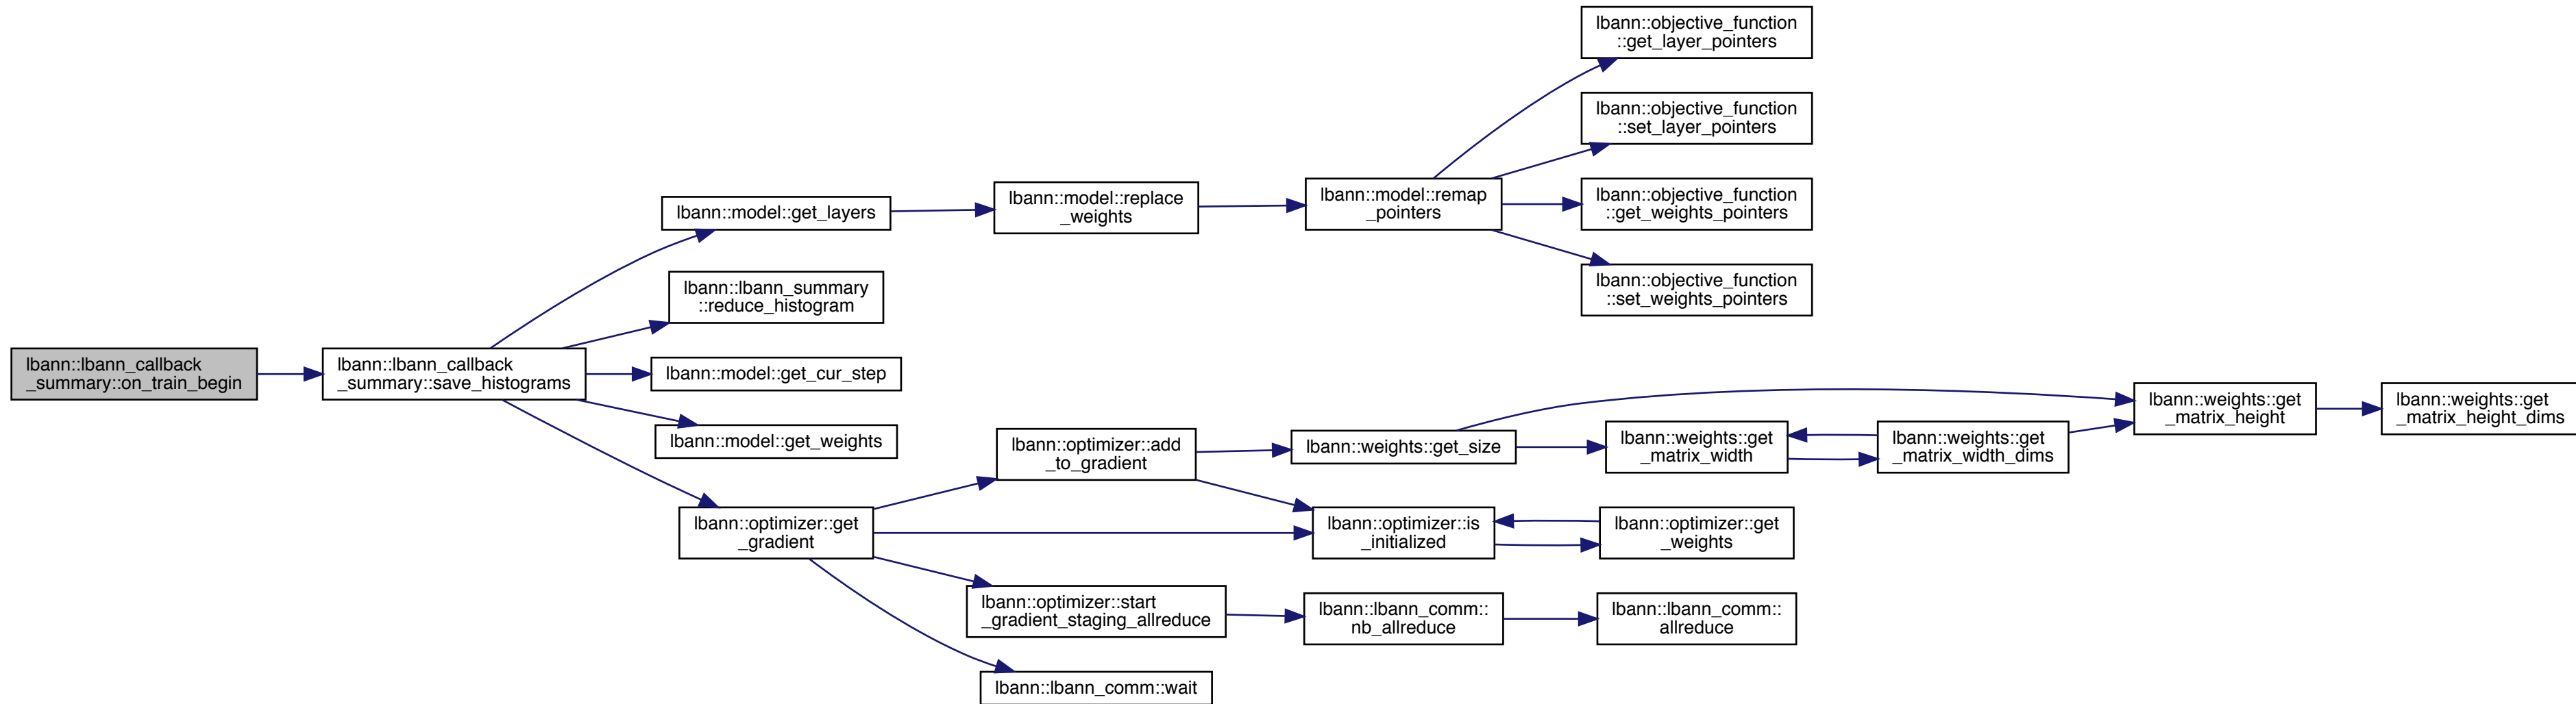 lbann::lbann_callback
_summary::on_train_begin
lbann::lbann_callback
_summary::save_histograms
lbann::model::get_layers
lbann::lbann_summary
::reduce_histogram
lbann::model::get_cur_step
lbann::model::get_weights
lbann::optimizer::get
_gradient
lbann::model::replace
_weights
lbann::model::remap
_pointers
lbann::objective_function
::get_layer_pointers
lbann::objective_function
::set_layer_pointers
lbann::objective_function
::get_weights_pointers
lbann::objective_function
::set_weights_pointers
lbann::optimizer::add
_to_gradient
lbann::weights::get_size
lbann::weights::get
_matrix_width
lbann::weights::get
_matrix_width_dims
lbann::weights::get
_matrix_height
lbann::weights::get
_matrix_height_dims
lbann::optimizer::is
_initialized
lbann::optimizer::get
_weights
lbann::optimizer::start
_gradient_staging_allreduce
lbann::lbann_comm::
nb_allreduce
lbann::lbann_comm::
allreduce
lbann::lbann_comm::wait